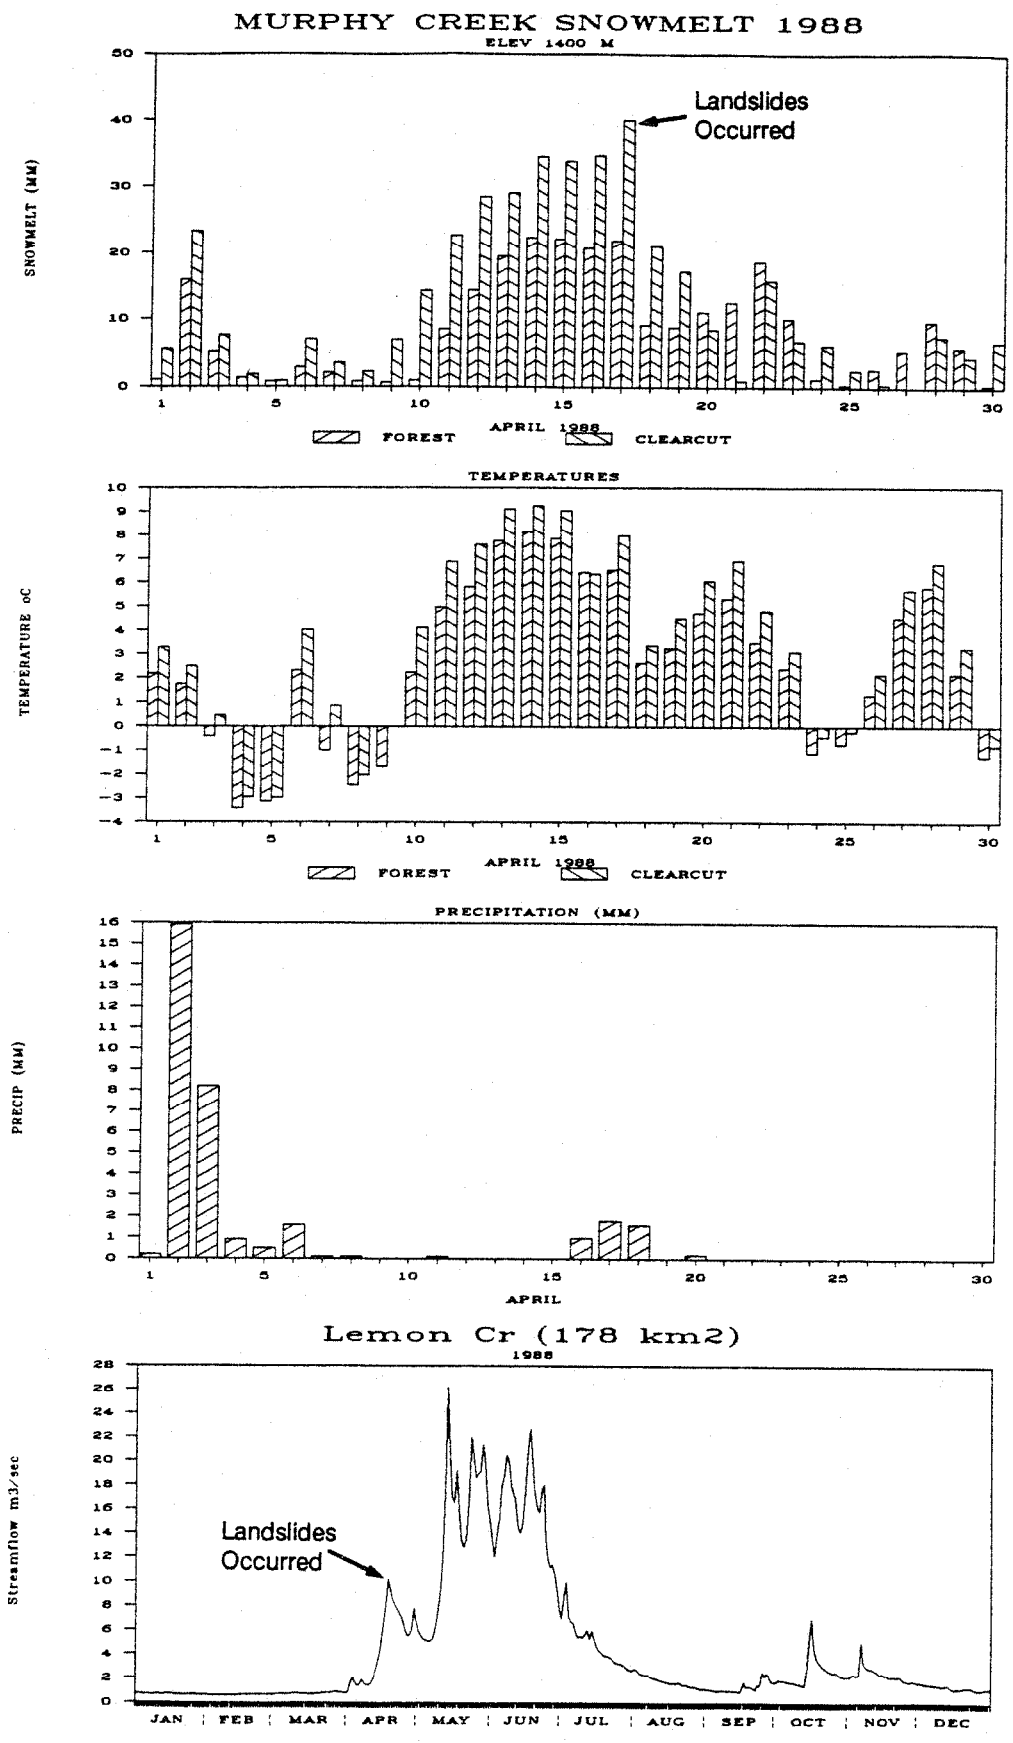 MURPHY CREEK SNOWMELT 1988
ELEV 1400 M
50
40
30
20
10
0
SNOWMELT (MM)
Landslides
Occurred
1 5 10 15 20 25 30
APRIL 1988
FOREST CLEARCUT
TEMPERATURES
10
9
8
7
6
5
4
3
2
1
0
-1
-2
-3
-4
TEMPERATURE oC
1 5 10 15 20 25 30
APRIL 1988
FOREST CLEARCUT
PRECIPITATION (MM)
16
15
14
13
12
11
10
9
8
7
6
5
4
3
2
1
0
PRECIP (MM)
1 5 10 15 20 25 30
APRIL
Lemon Cr (178 km2)
1988
28
26
24
22
20
18
16
14
12
10
8
6
4
2
0
Streamflow m3/sec
Landslides
Occurred
JAN FEB MAR APR MAY JUN JUL AUG SEP OCT NOV DEC